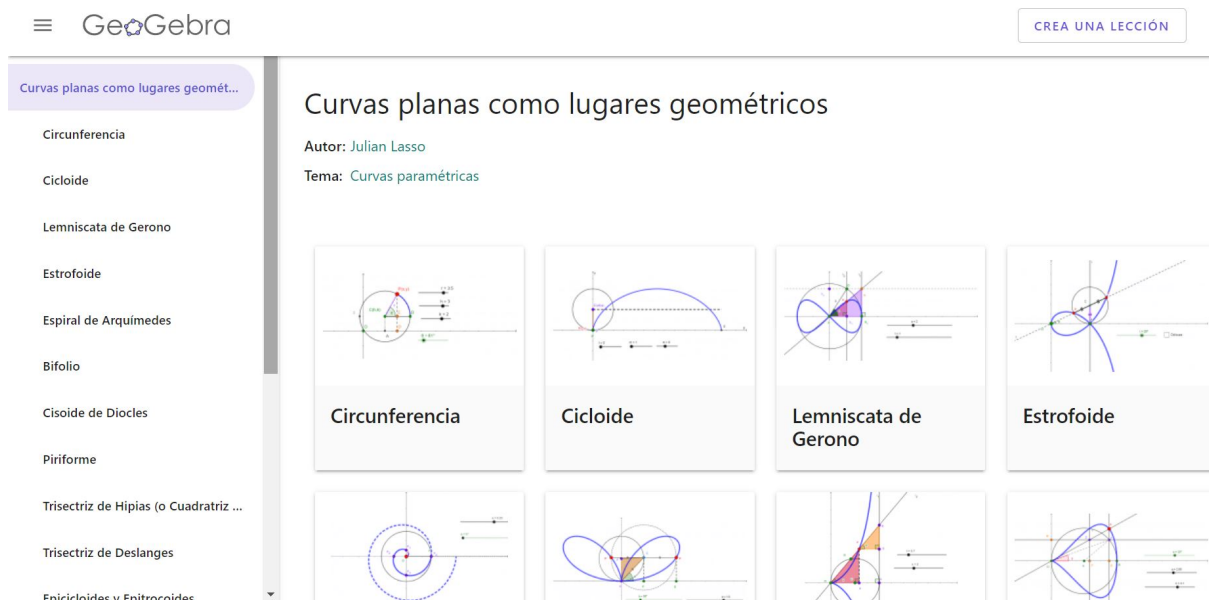 GeoGebra
CREA UNA LECCIÓN
Curvas planas como lugares geomét...
Circunferencia
Cicloide
Lemniscata de Gerono
Estrofoide
Espiral de Arquímedes
Bifolio
Cisoide de Diocles
Piriforme
Trisectriz de Hipias (o Cuadratriz ...
Trisectriz de Deslanges
Epicicloides y Epitrocoides
Curvas planas como lugares geométricos
Autor: Julian Lasso
Tema: Curvas paramétricas
Circunferencia
Cicloide
Lemniscata de
Gerono
Estrofoide